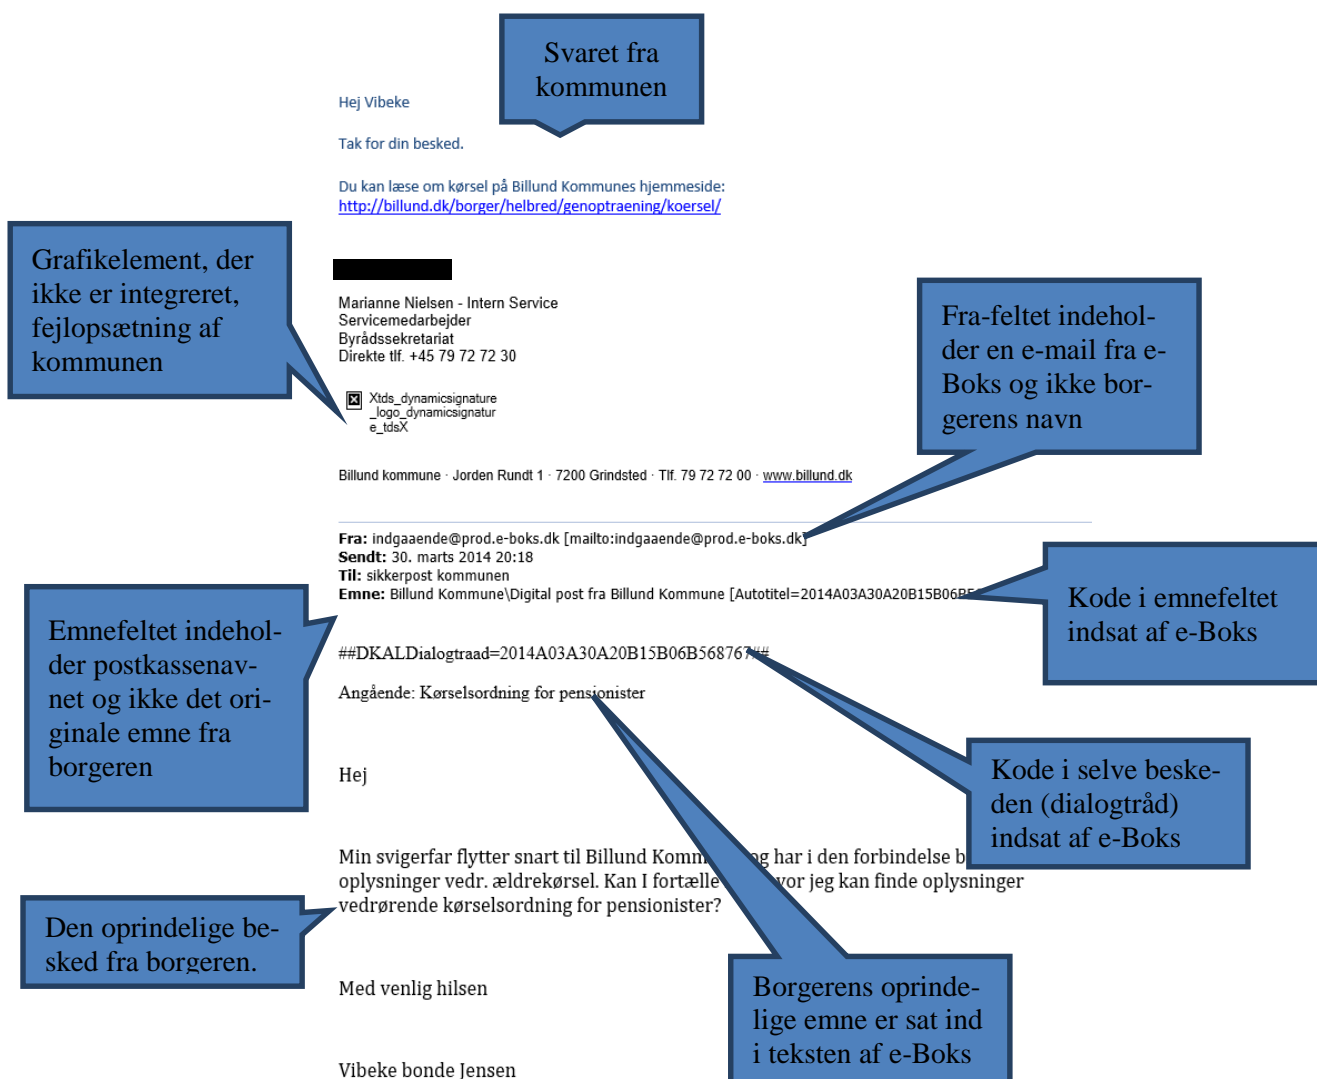 Svaret fra
kommunen
Hej Vibeke
Tak for din besked.
Du kan læse om kørsel på Billund Kommunes hjemmeside:
http://billund.dk/borger/helbred/genoptraening/koersel/
Grafikelement, der
ikke er integreret,
fejlopsætning af
kommunen
Marianne Nielsen - Intern Service
Servicemedarbejder
Byrådssekretariat
Direkte tlf. +45 79 72 72 30
Xtds_dynamicsignature
_logo_dynamicsignatur
e_tdsX
Fra-feltet indehol-
der en e-mail fra e-
Boks og ikke bor-
gerens navn
Billund kommune · Jorden Rundt 1 · 7200 Grindsted · Tlf. 79 72 72 00 · www.billund.dk
Fra: indgaaende@prod.e-boks.dk [mailto:indgaaende@prod.e-boks.dk]
Sendt: 30. marts 2014 20:18
Til: sikkerpost kommunen
Emne: Billund Kommune\Digital post fra Billund Kommune [Autotitel=2014A03A30A20B15B06B5
Kode i emnefeltet
indsat af e-Boks
Emnefeltet indehol-
der postkassenav-
net og ikke det ori-
ginale emne fra
borgeren
##DKALDialogtraad=2014A03A30A20B15B06B568767##
Angående: Kørselsordning for pensionister
Kode i selve beske-
den (dialogtråd)
indsat af e-Boks
Hej
Min svigerfar flytter snart til Billund Komm og har i den forbindelse b
oplysninger vedr. ældrekørsel. Kan I fortælle vor jeg kan finde oplysninger
vedrørende kørselsordning for pensionister?
Den oprindelige be-
sked fra borgeren.
Med venlig hilsen
Borgerens oprinde-
lige emne er sat ind
i teksten af e-Boks
Vibeke bonde Jensen